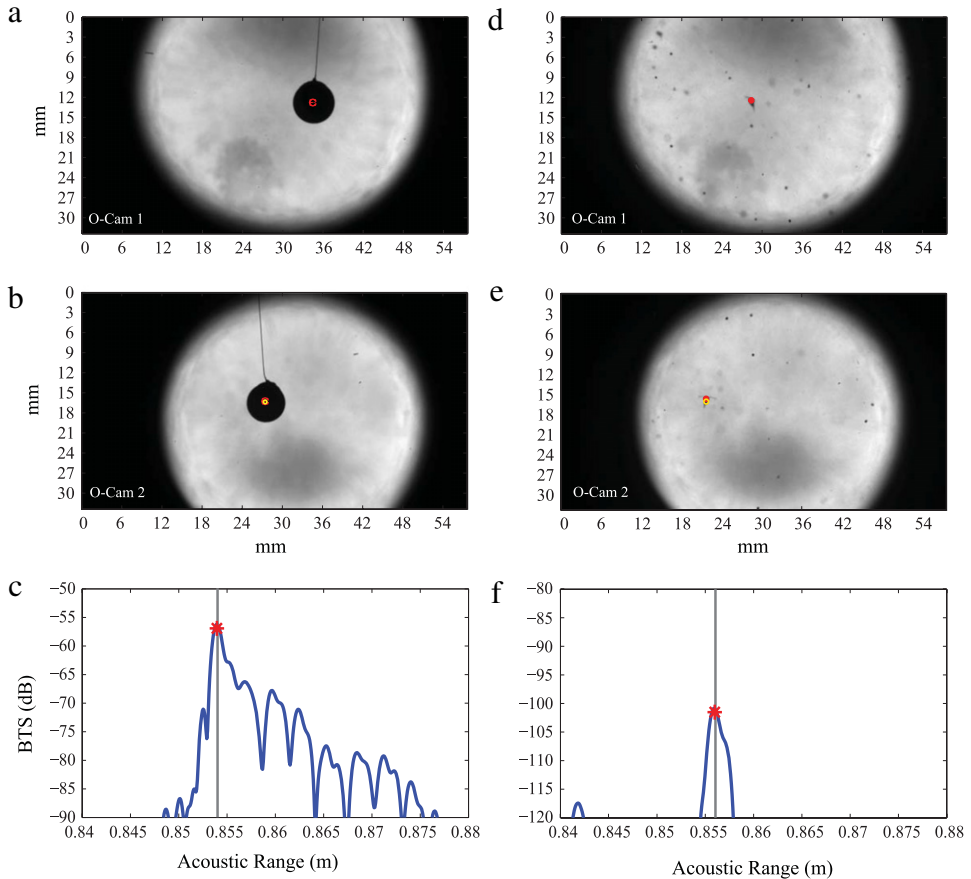 a
0
3
6
9
12
15
18
21
24
27
30
mm
O-Cam 1
0 6 12 18 24 30 36 42 48 54
d
0
3
6
9
12
15
18
21
24
27
30
O-Cam 1
0 6 12 18 24 30 36 42 48 54
b
0
3
6
9
12
15
18
21
24
27
30
mm
O-Cam 2
0 6 12 18 24 30 36 42 48 54
mm
e
0
3
6
9
12
15
18
21
24
27
30
O-Cam 2
0 6 12 18 24 30 36 42 48 54
mm
c
−50
−55
−60
−65
−70
−75
−80
−85
−90
BTS (dB)
0.84 0.845 0.85 0.855 0.86 0.865 0.87 0.875 0.88
Acoustic Range (m)
f
−80
−85
−90
−95
−100
−105
−110
−115
−120
0.84 0.845 0.85 0.855 0.86 0.865 0.87 0.875 0.88
Acoustic Range (m)